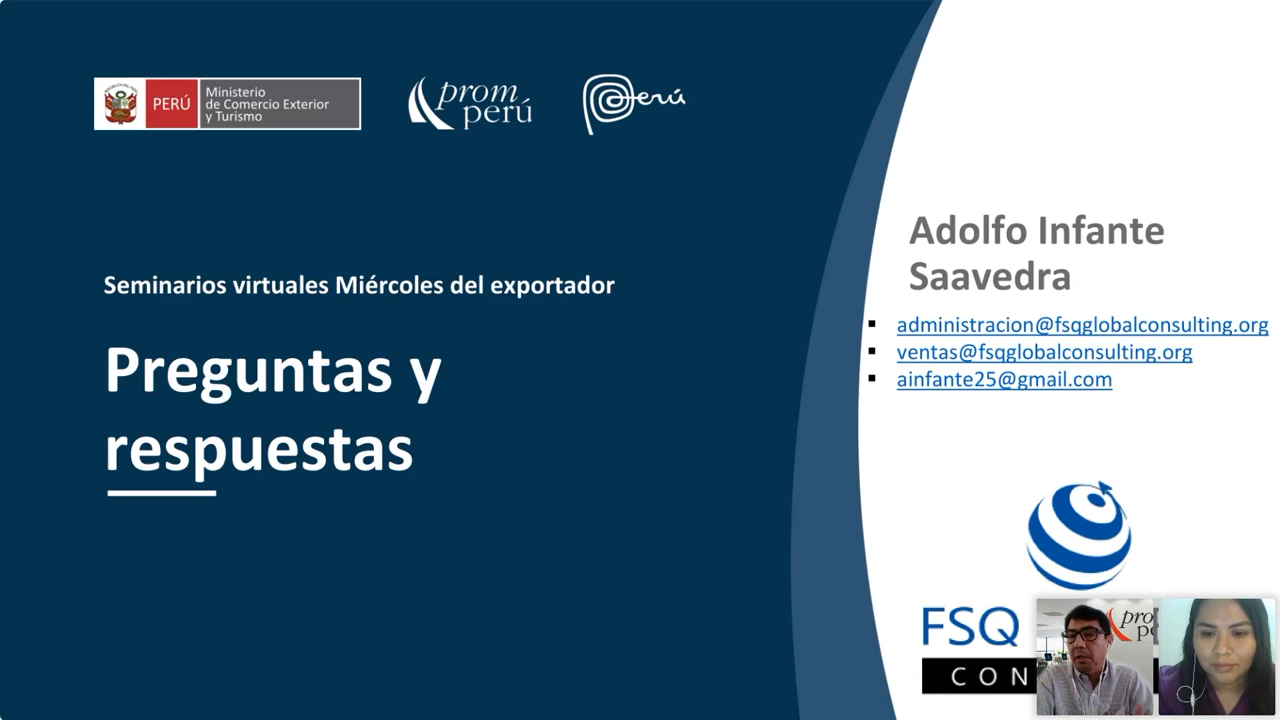 PERÚ
Ministerio
de Comercio Exterior
y Turismo
prom
perú
Perú
Seminarios virtuales Miércoles del exportador
Preguntas y
respuestas
Adolfo Infante
Saavedra
administracion@fsqglobalconsulting.org
ventas@fsqglobalconsulting.org
ainfante25@gmail.com
FSQ
CON
pro